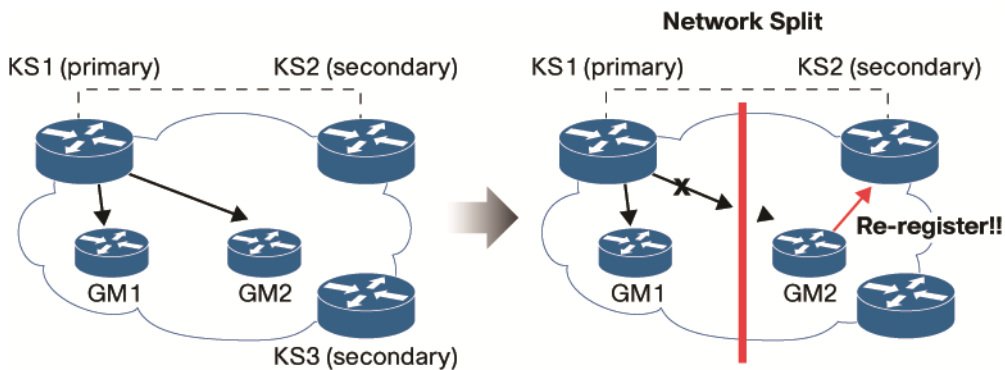 Network Split
KS1 (primary)
KS2 (secondary)
KS1 (primary)
KS2 (secondary)
x
Re-register!!
GM1
GM2
GM1
GM2
KS3 (secondary)